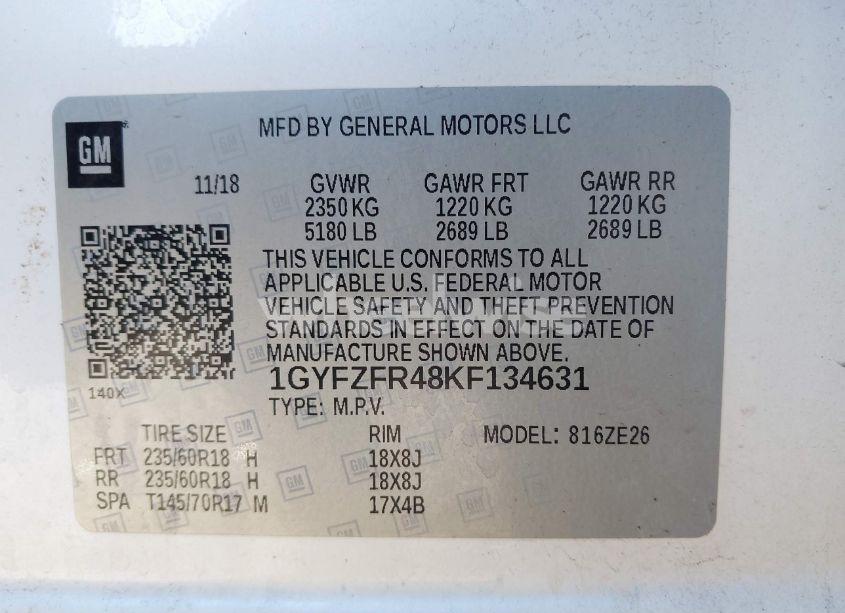 GM
MFD BY GENERAL MOTORS LLC
11/18 GVWR GAWR FRT GAWR RR
2350 KG 1220 KG 1220 KG
5180 LB 2689 LB 2689 LB
THIS VEHICLE CONFORMS TO ALL
APPLICABLE U.S. FEDERAL MOTOR
VEHICLE SAFETY AND THEFT PREVENTION
STANDARDS IN EFFECT ON THE DATE OF
MANUFACTURE SHOWN ABOVE.
140X
1GYFZFR48KF134631
TYPE: M.P.V.
TIRE SIZE RIM MODEL: 816ZE26
FRT 235/60R18 H 18X8J
RR 235/60R18 H 18X8J
SPA T145/70R17 M 17X4B